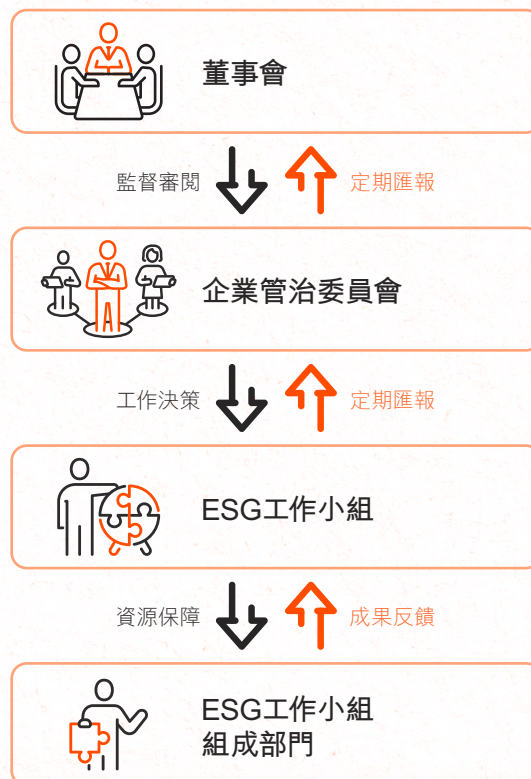 董事會
監督審閱 定期匯報
企業管治委員會
工作決策 定期匯報
ESG工作小組
資源保障 成果反饋
ESG工作小組
組成部門